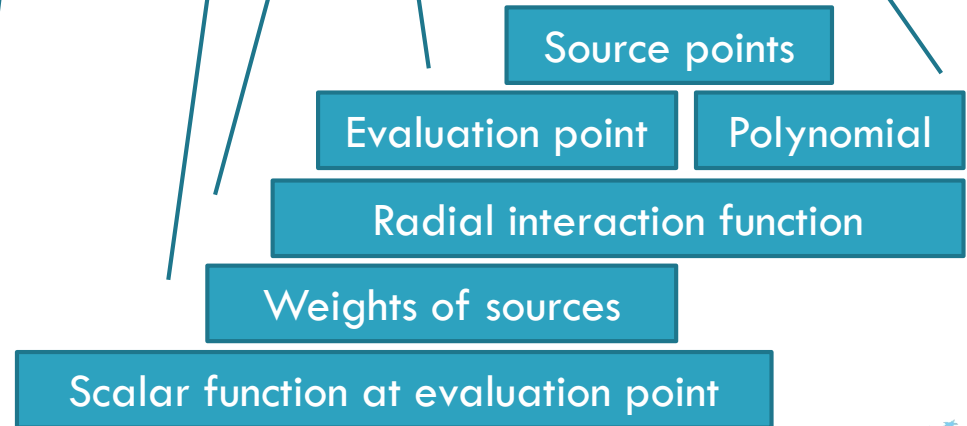 Source points
Evaluation point
Polynomial
Radial interaction function
Weights of sources
Scalar function at evaluation point